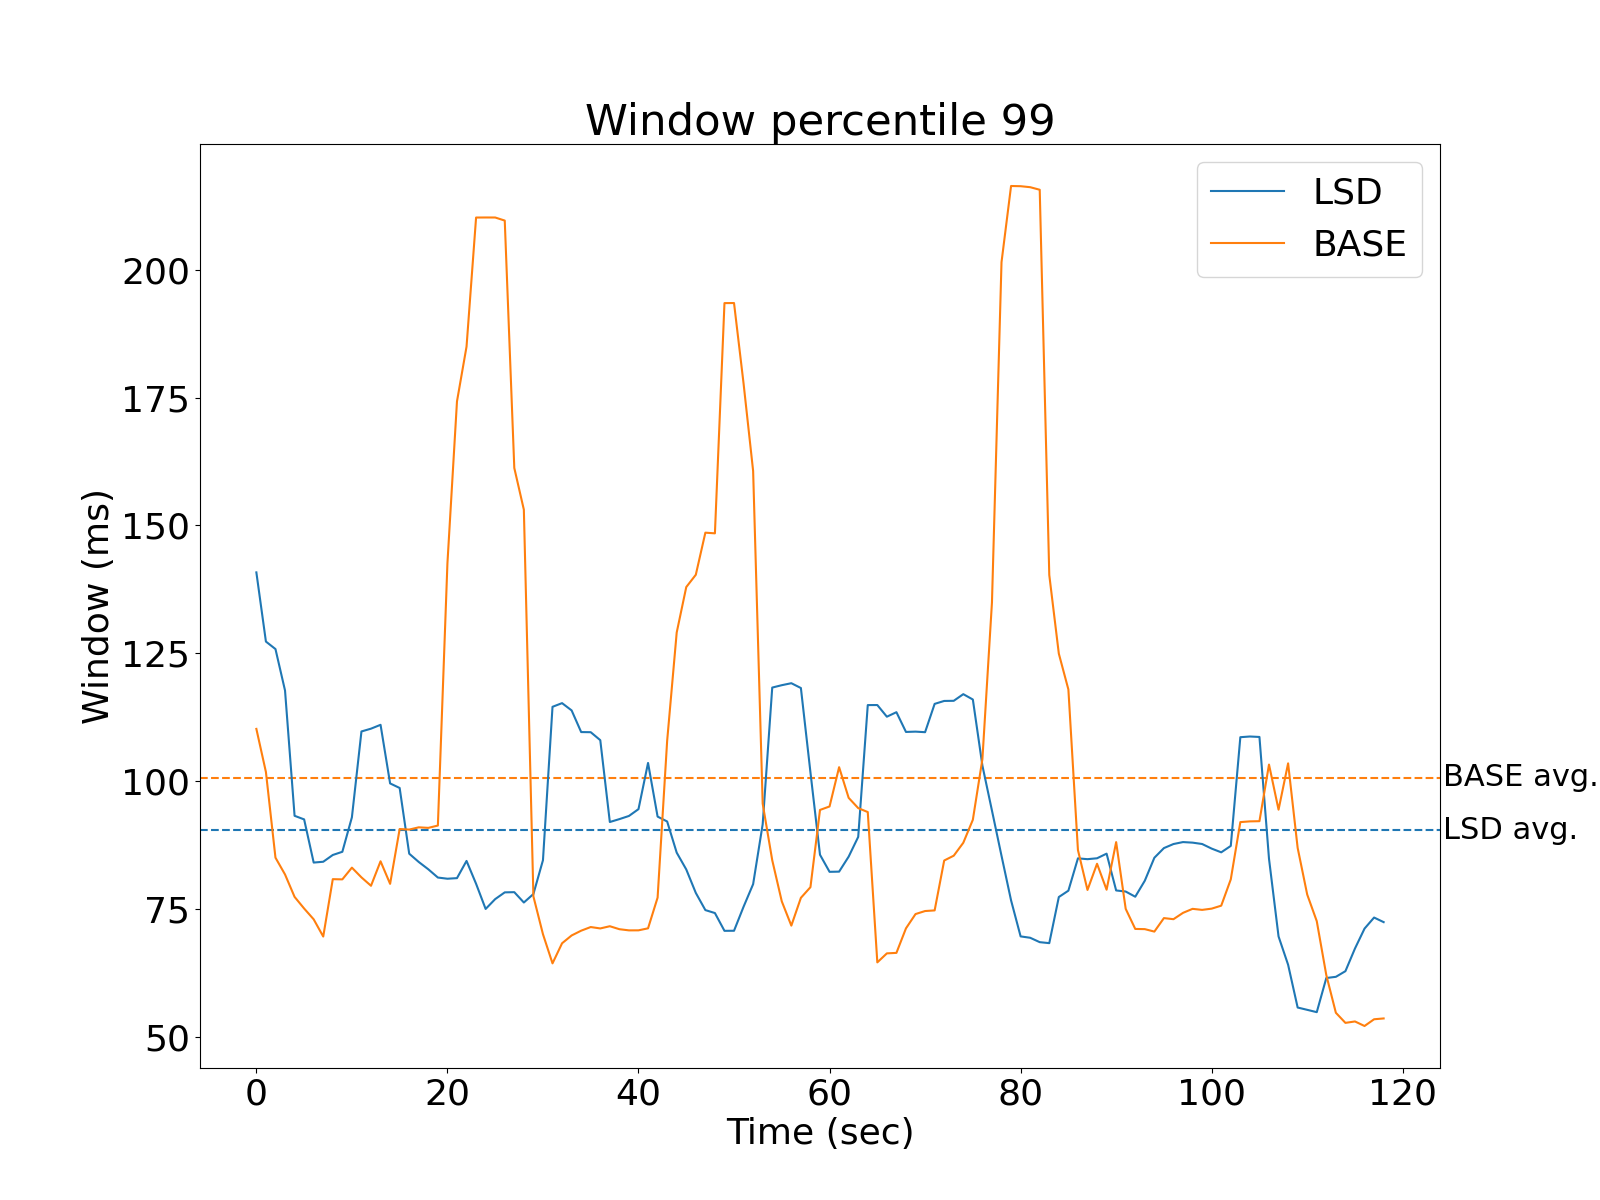 Window percentile 99
LSD
BASE
Window (ms)
200
175
150
125
100
75
50
BASE avg.
LSD avg.
0 20 40 60 80 100 120
Time (sec)